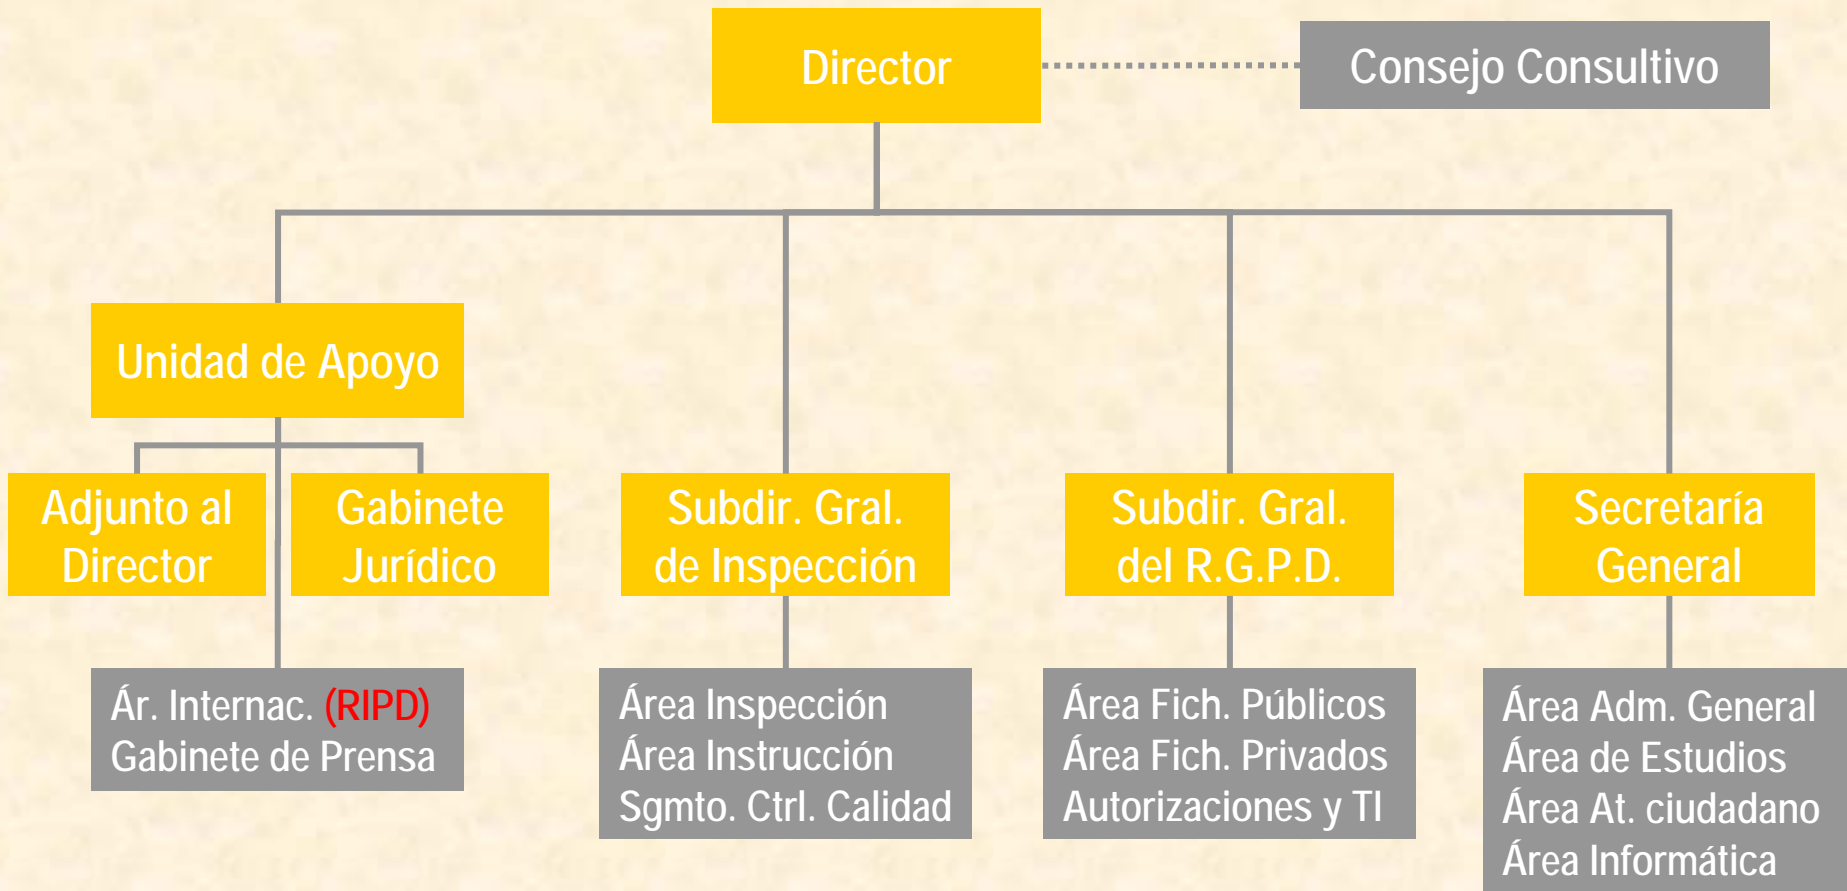 Director
Consejo Consultivo
Unidad de Apoyo
Adjunto al
Director
Gabinete
Jurídico
Subdir. Gral.
de Inspección
Subdir. Gral.
del R.G.P.D.
Secretaría
General
Ár. Internac. (RIPD)
Gabinete de Prensa
Área Inspección
Área Instrucción
Sgmto. Ctrl. Calidad
Área Fich. Públicos
Área Fich. Privados
Autorizaciones y TI
Área Adm. General
Área de Estudios
Área At. ciudadano
Área Informática